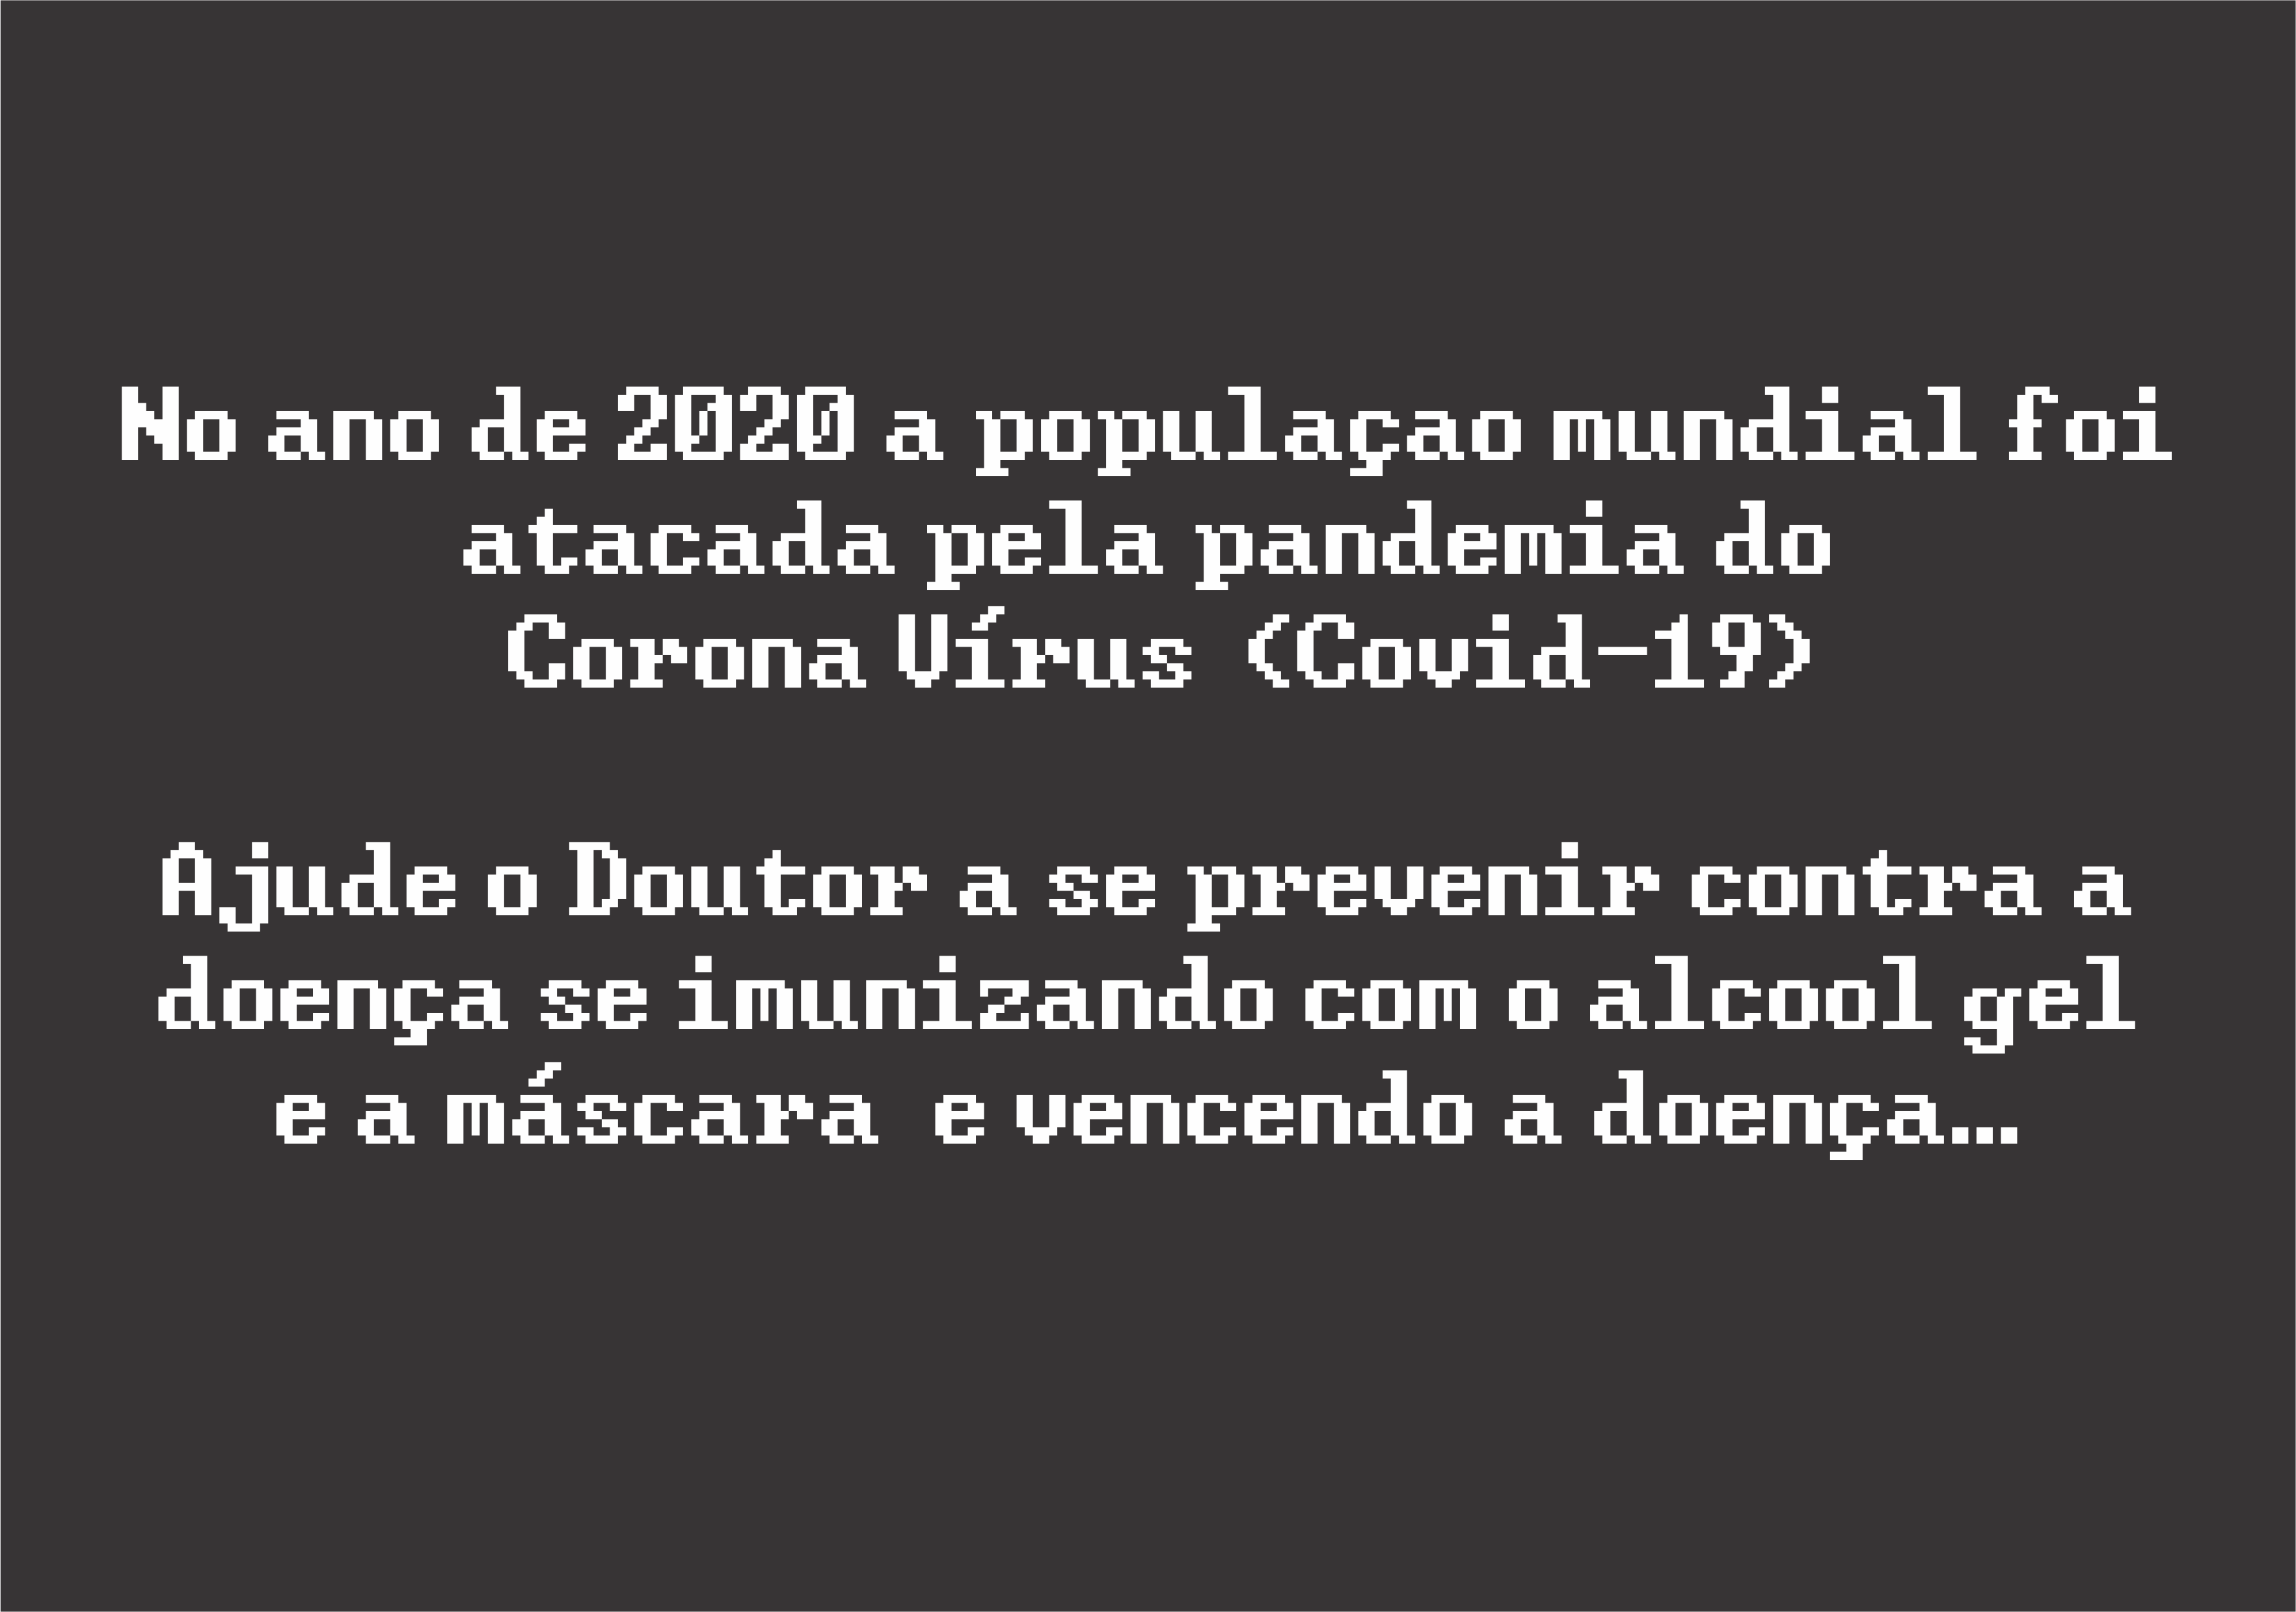 No ano de 2020 a populaçao mundial foi
atacada pela pandemia do
Corona Vírus (Covid-19)
Ajude o Doutor a se prevenir contra a
doença se imunizando com o alcool gel
e a máscara e vencendo a doença...